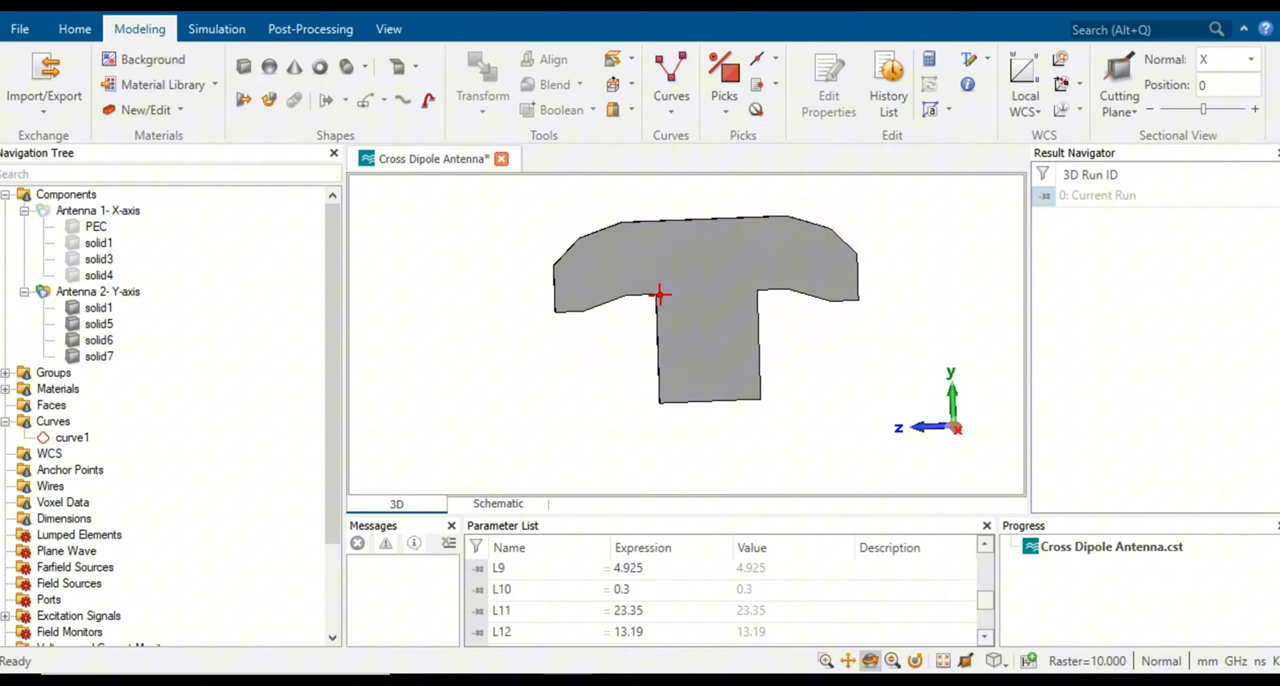 File Home Modeling Simulation Post-Processing View Search (Alt+Q)
Import/Export
Exchange
Background
Material Library
New/Edit
Materials
Shapes
Transform
Align
Blend
Boolean
Tools
Curves
Curves
Picks
Picks
Edit Properties
History List
Edit
Local WCS
WCS
Cutting Plane
Normal: X
Position: 0
Sectional View
Navigation Tree
Search
Components
Antenna 1- X-axis
PEC
solid1
solid3
solid4
Antenna 2- Y-axis
solid1
solid5
solid6
solid7
Groups
Materials
Faces
Curves
curve1
WCS
Anchor Points
Wires
Voxel Data
Dimensions
Lumped Elements
Plane Wave
Farfield Sources
Field Sources
Ports
Excitation Signals
Field Monitors
Cross Dipole Antenna*
y
z
x
3D Schematic
Result Navigator
3D Run ID
0: Current Run
Messages
Parameter List
Name Expression Value Description
L9 = 4.925 4.925
L10 = 0.3 0.3
L11 = 23.35 23.35
L12 = 13.19 13.19
Progress
Cross Dipole Antenna.cst
Ready
Raster=10.000 Normal mm GHz ns K